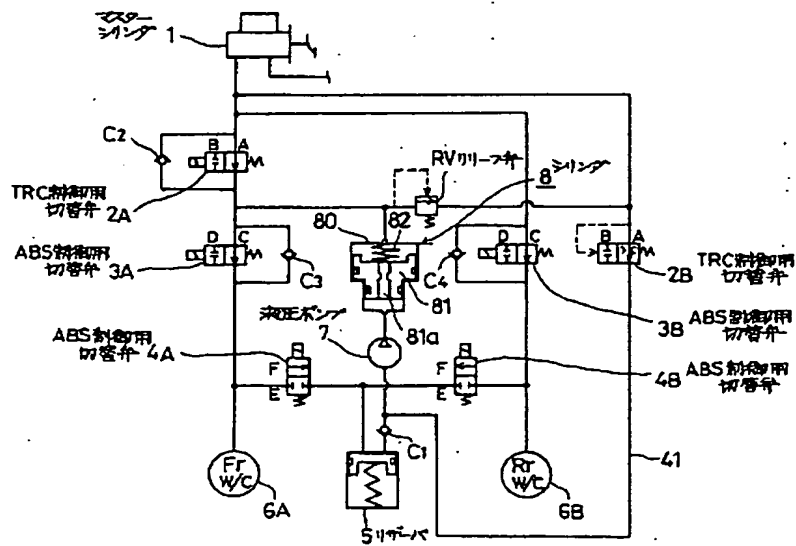 マスター
シリンダ 1
C2
B A
TRC制御用
切替弁 2A
RVリリーフ弁
8 シリンダ
80 82
D C
ABS制御用
切替弁 3A
C3
D C
C4
B A
2B TRC制御用
切替弁
81
81a
3B ABS制御用
切替弁
液圧ポンプ
7
ABS制御用
切替弁 4A
F
E
F
E
4B ABS制御用
切替弁
C1
41
Fr
W/C
6A
Rr
W/C
6B
5 リザーバ